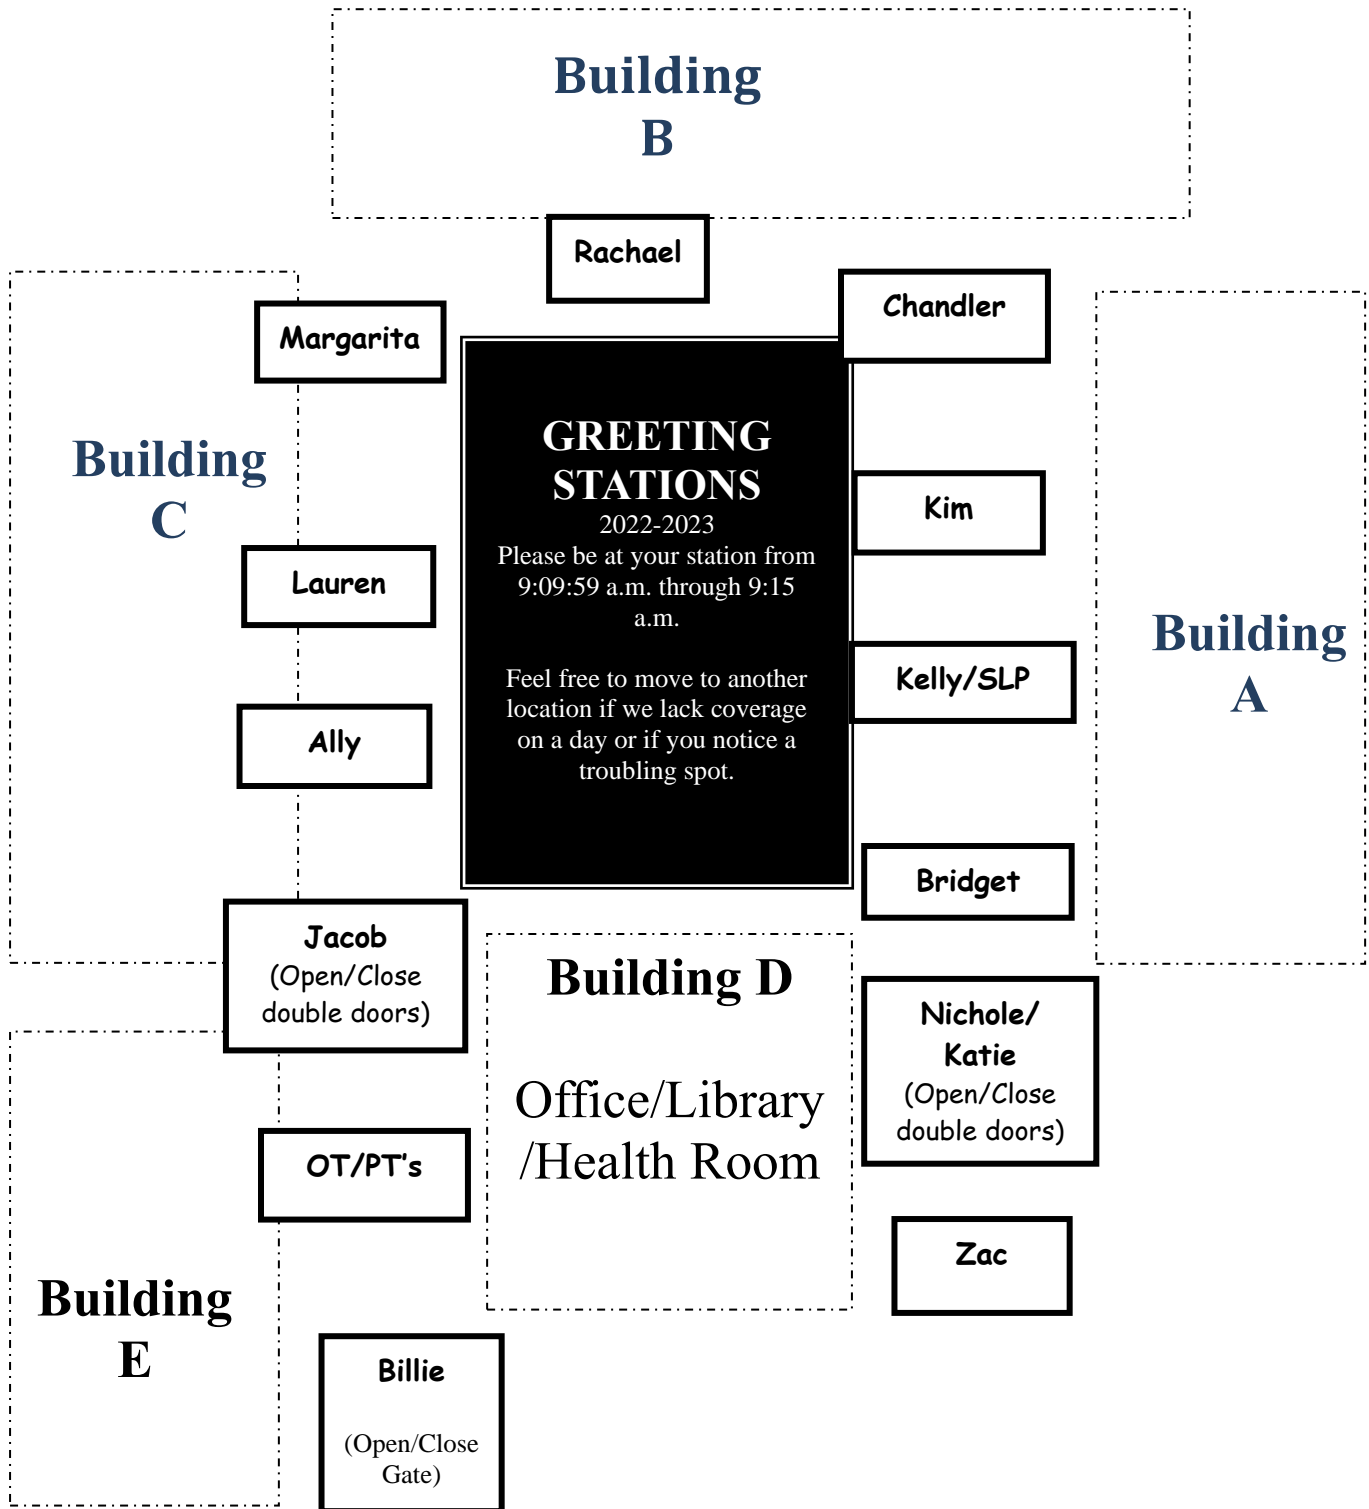 Building
B
Rachael
Chandler
Margarita
GREETING
STATIONS
2022-2023
Please be at your station from
9:09:59 a.m. through 9:15
a.m.
Feel free to move to another
location if we lack coverage
on a day or if you notice a
troubling spot.
Building
C
Kim
Lauren
Building
A
Kelly/SLP
Ally
Bridget
Jacob
(Open/Close
double doors)
Building D
Office/Library
/Health Room
Nichole/
Katie
(Open/Close
double doors)
OT/PT's
Zac
Building
E
Billie
(Open/Close
Gate)